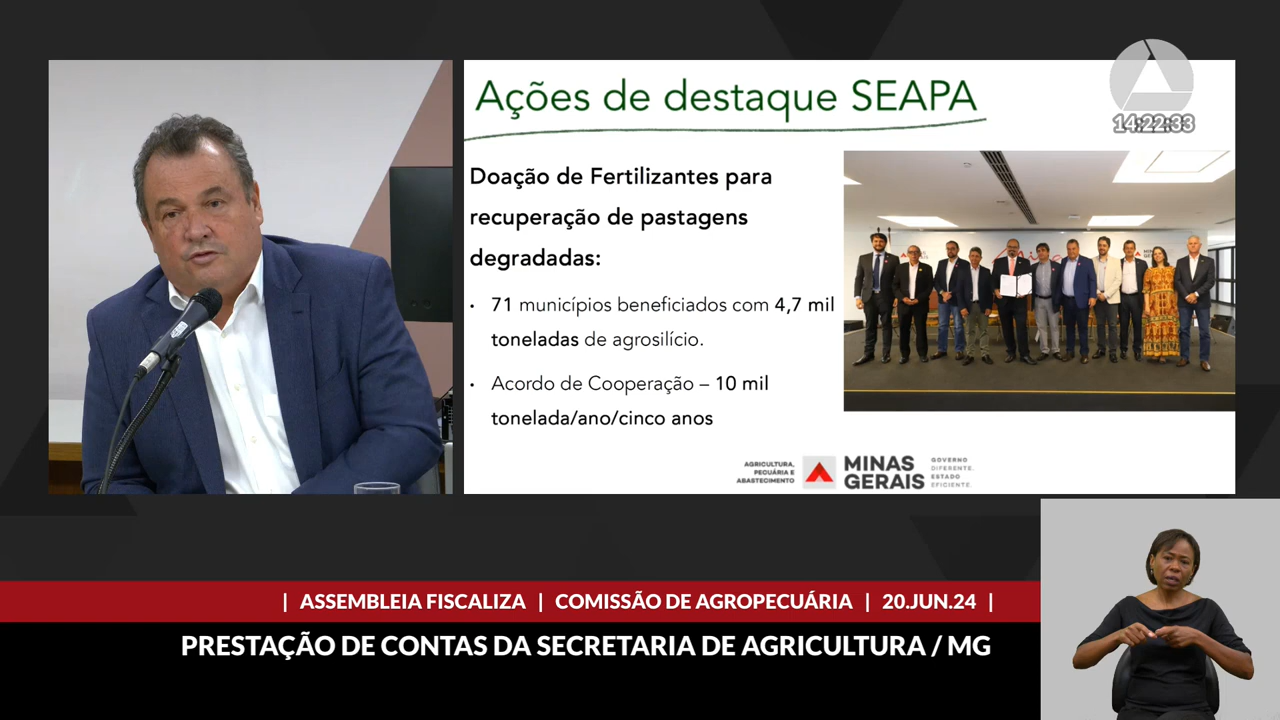 Ações de destaque SEAPA
14:22:33
Doação de Fertilizantes para
recuperação de pastagens
degradadas:
• 71 municípios beneficiados com 4,7 mil
toneladas de agrosilício.
• Acordo de Cooperação – 10 mil
tonelada/ano/cinco anos
AGRICULTURA,
PECUÁRIA E
ABASTECIMENTO
MINAS
GERAIS
GOVERNO
DIFERENTE.
ESTADO
EFICIENTE.
| ASSEMBLEIA FISCALIZA | COMISSÃO DE AGROPECUÁRIA | 20.JUN.24 |
PRESTAÇÃO DE CONTAS DA SECRETARIA DE AGRICULTURA / MG